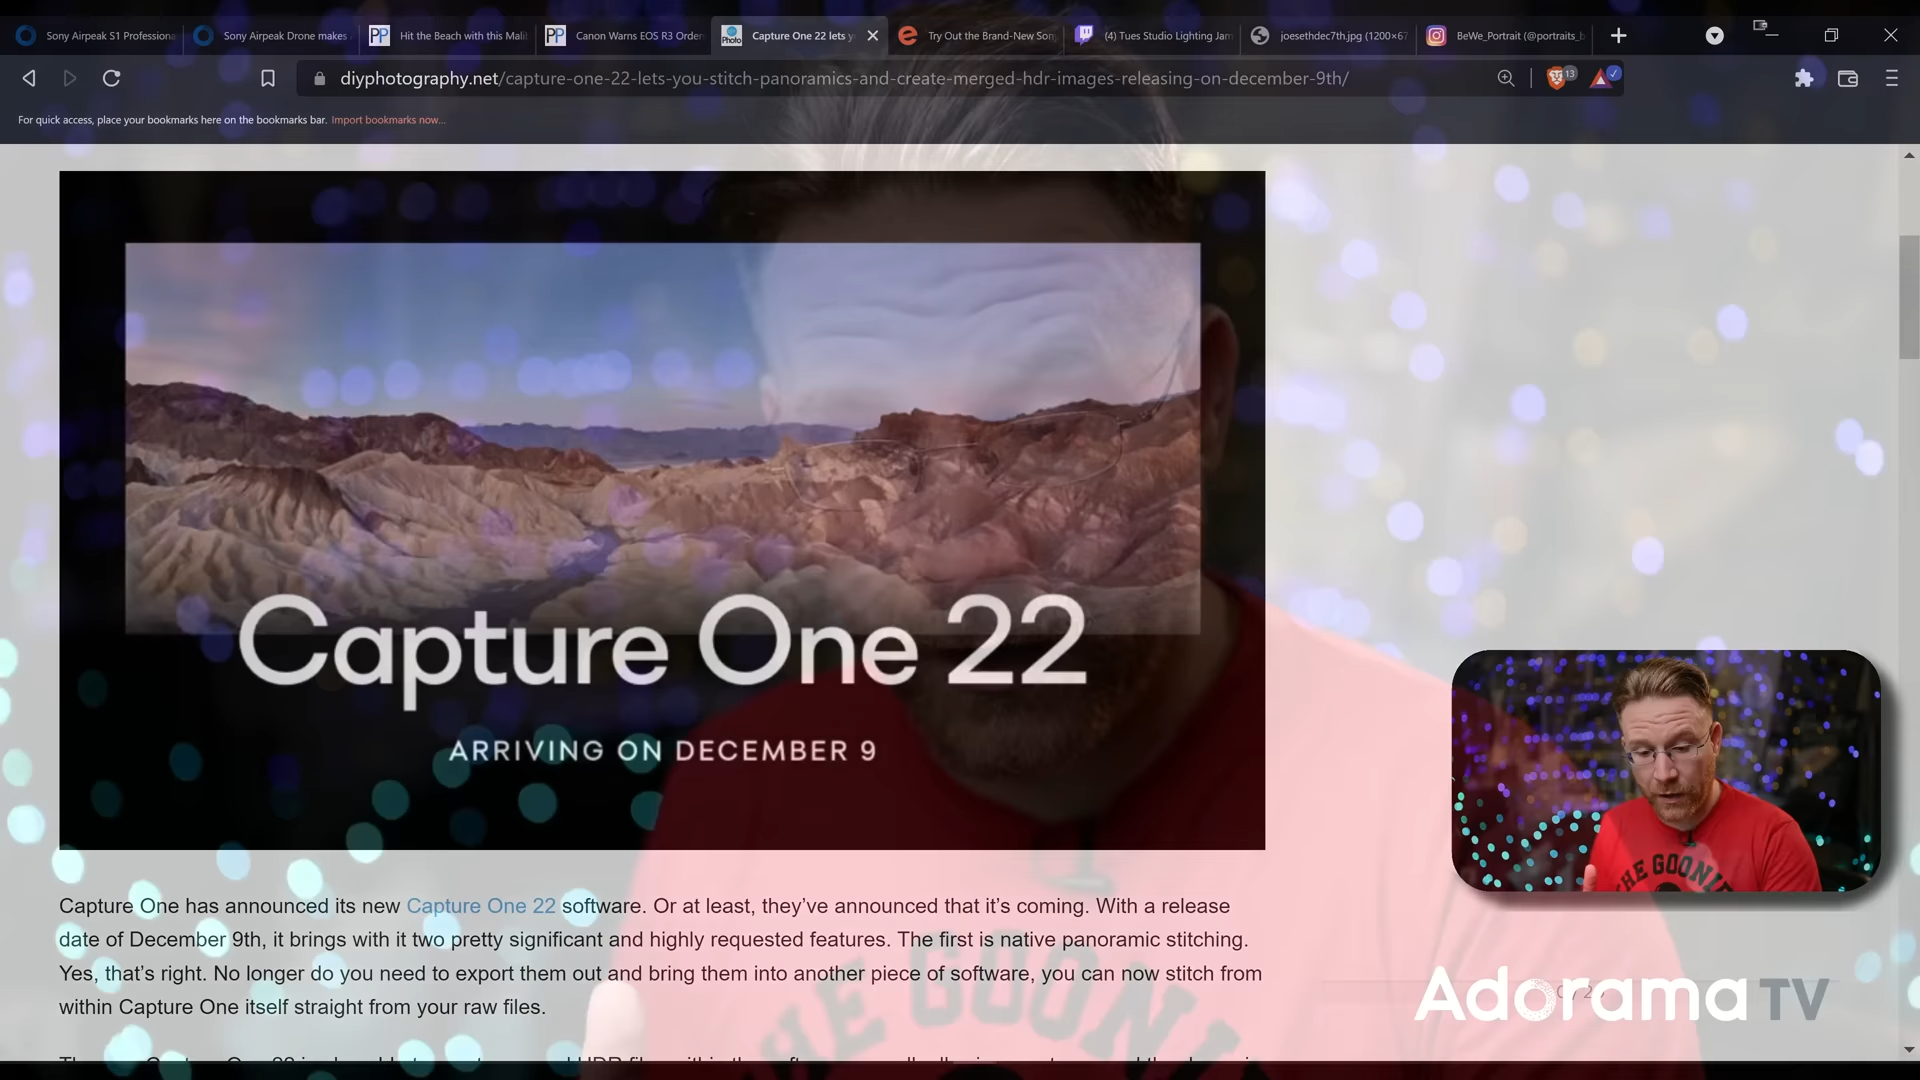 Sony Airpeak S1 Professiona
Sony Airpeak Drone makes
Hit the Beach with this Mali
Canon Warns EOS R3 Order
Capture One 22 lets y
Try Out the Brand-New Son
(4) Tues Studio Lighting Jam
joesethdec7th.jpg (1200×67
BeWe_Portrait (@portraits_b
diyphotography.net/capture-one-22-lets-you-stitch-panoramics-and-create-merged-hdr-images-releasing-on-december-9th/
13
For quick access, place your bookmarks here on the bookmarks bar. Import bookmarks now...
Capture One 22
ARRIVING ON DECEMBER 9
THE GOONI
Capture One has announced its new Capture One 22 software. Or at least, they've announced that it's coming. With a release
date of December 9th, it brings with it two pretty significant and highly requested features. The first is native panoramic stitching.
Yes, that's right. No longer do you need to export them out and bring them into another piece of software, you can now stitch from
within Capture One itself straight from your raw files.
Adorama TV
HE GOON